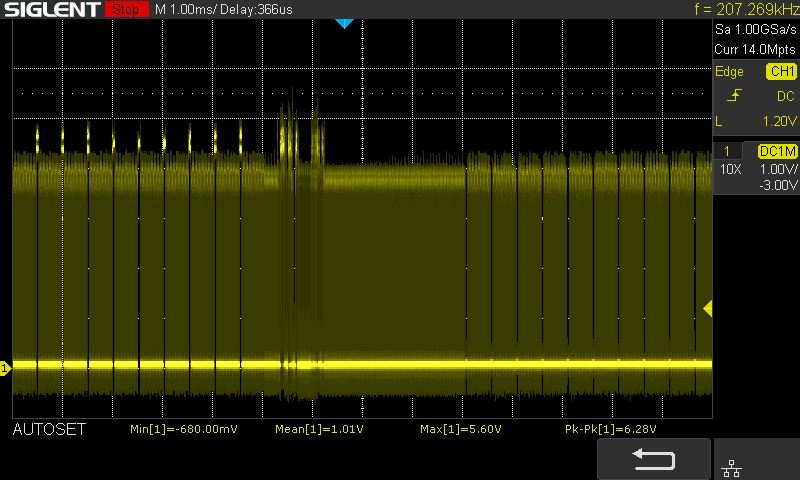 SIGLENT Stop M 1.00ms/ Delay:366us f = 207.269kHz
Sa 1.00GSa/s
Curr 14.0Mpts
Edge CH1
DC
L 1.20V
1 DC1M
10X 1.00V/
-3.00V
1
AUTOSET Min[1]=-680.00mV Mean[1]=1.01V Max[1]=5.60V Pk-Pk[1]=6.28V